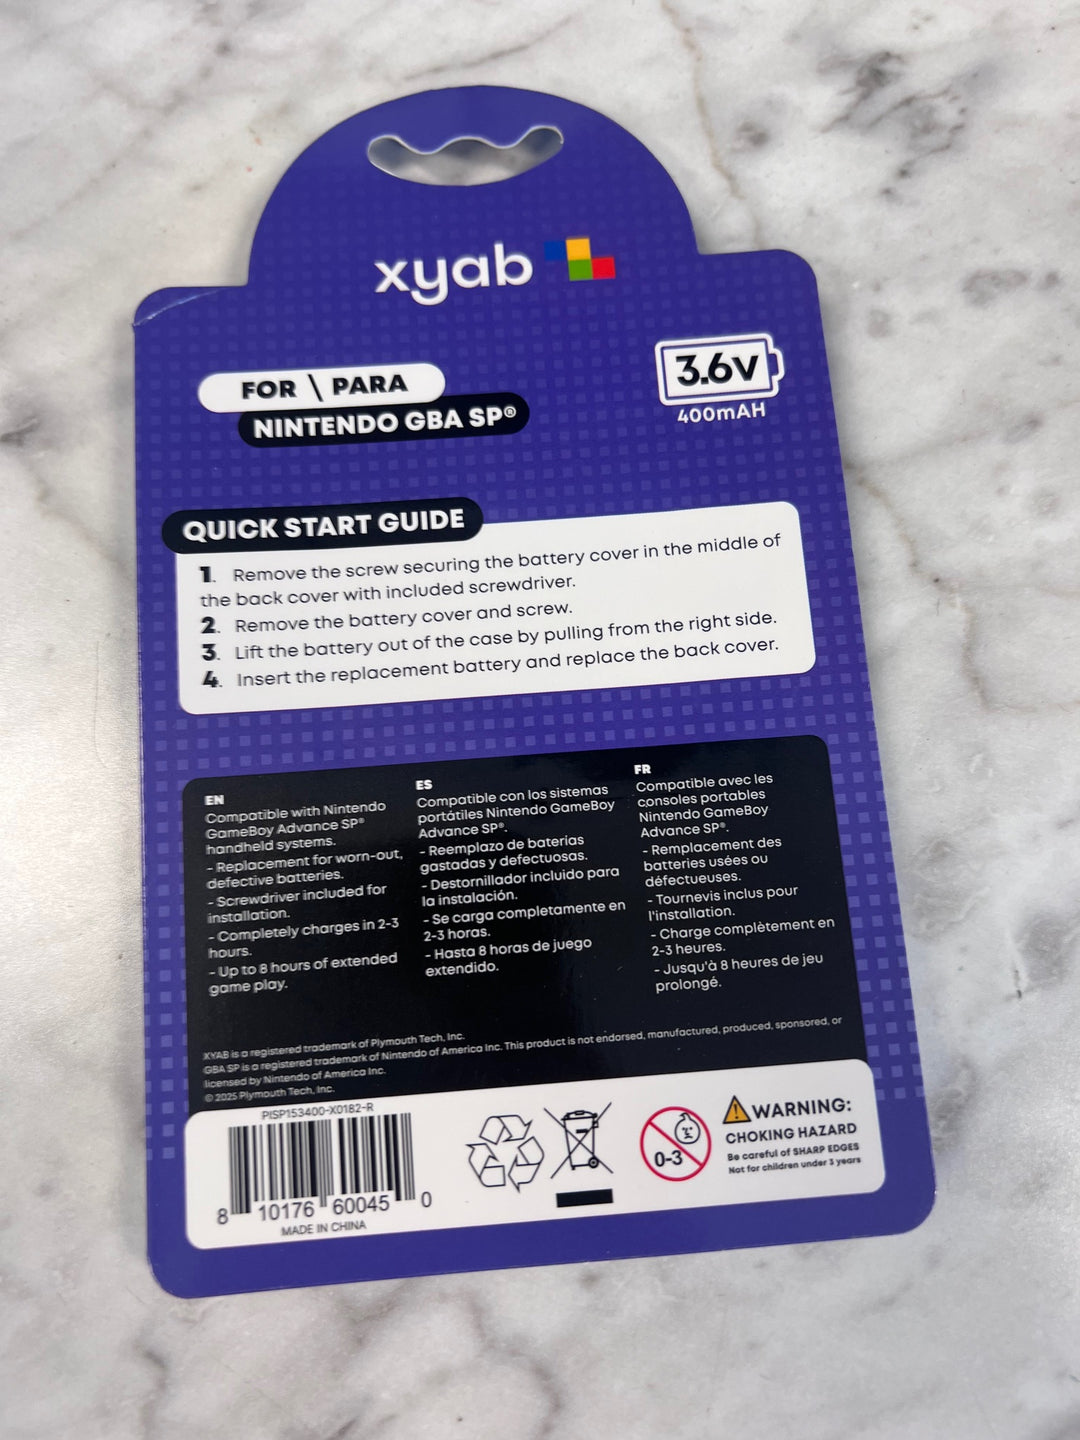 xyab
FOR \ PARA
NINTENDO GBA SP®
3.6V
400mAH
QUICK START GUIDE
1. Remove the screw securing the battery cover in the middle of
the back cover with included screwdriver.
2. Remove the battery cover and screw.
3. Lift the battery out of the case by pulling from the right side.
4. Insert the replacement battery and replace the back cover.
EN
Compatible with Nintendo
GameBoy Advance SP®
handheld systems.
- Replacement for worn-out,
defective batteries.
- Screwdriver included for
installation.
- Completely charges in 2-3
hours.
- Up to 8 hours of extended
game play.
ES
Compatible con los sistemas
portátiles Nintendo GameBoy
Advance SP®.
- Reemplazo de baterías
gastadas y defectuosas.
- Destornillador incluido para
la instalación.
- Se carga completamente en
2-3 horas.
- Hasta 8 horas de juego
extendido.
FR
Compatible avec les
consoles portables
Nintendo GameBoy
Advance SP®.
- Remplacement des
batteries usées ou
défectueuses.
- Tournevis inclus pour
l'installation.
- Charge complètement en
2-3 heures.
- Jusqu'à 8 heures de jeu
prolongé.
XYAB is a registered trademark of Plymouth Tech, Inc.
GBA SP is a registered trademark of Nintendo of America Inc. This product is not endorsed, manufactured, produced, sponsored, or
licensed by Nintendo of America Inc.
© 2025 Plymouth Tech, Inc.
PISP153400-X0182-R
8 10176 60045 0
MADE IN CHINA
0-3
WARNING:
CHOKING HAZARD
Be careful of SHARP EDGES
Not for children under 3 years